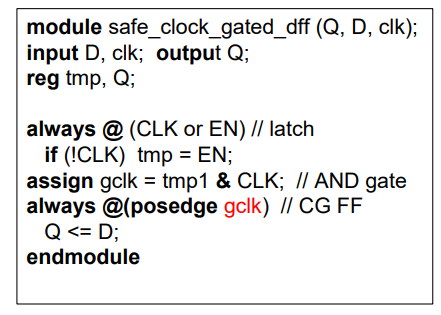 module safe_clock_gated_dff (Q, D, clk);
input D, clk;  output Q;
reg tmp, Q;
always @ (CLK or EN) // latch
if (!CLK)  tmp = EN;
assign gclk = tmp1 & CLK;  // AND gate
always @(posedge gclk)  // CG FF
Q <= D;
endmodule